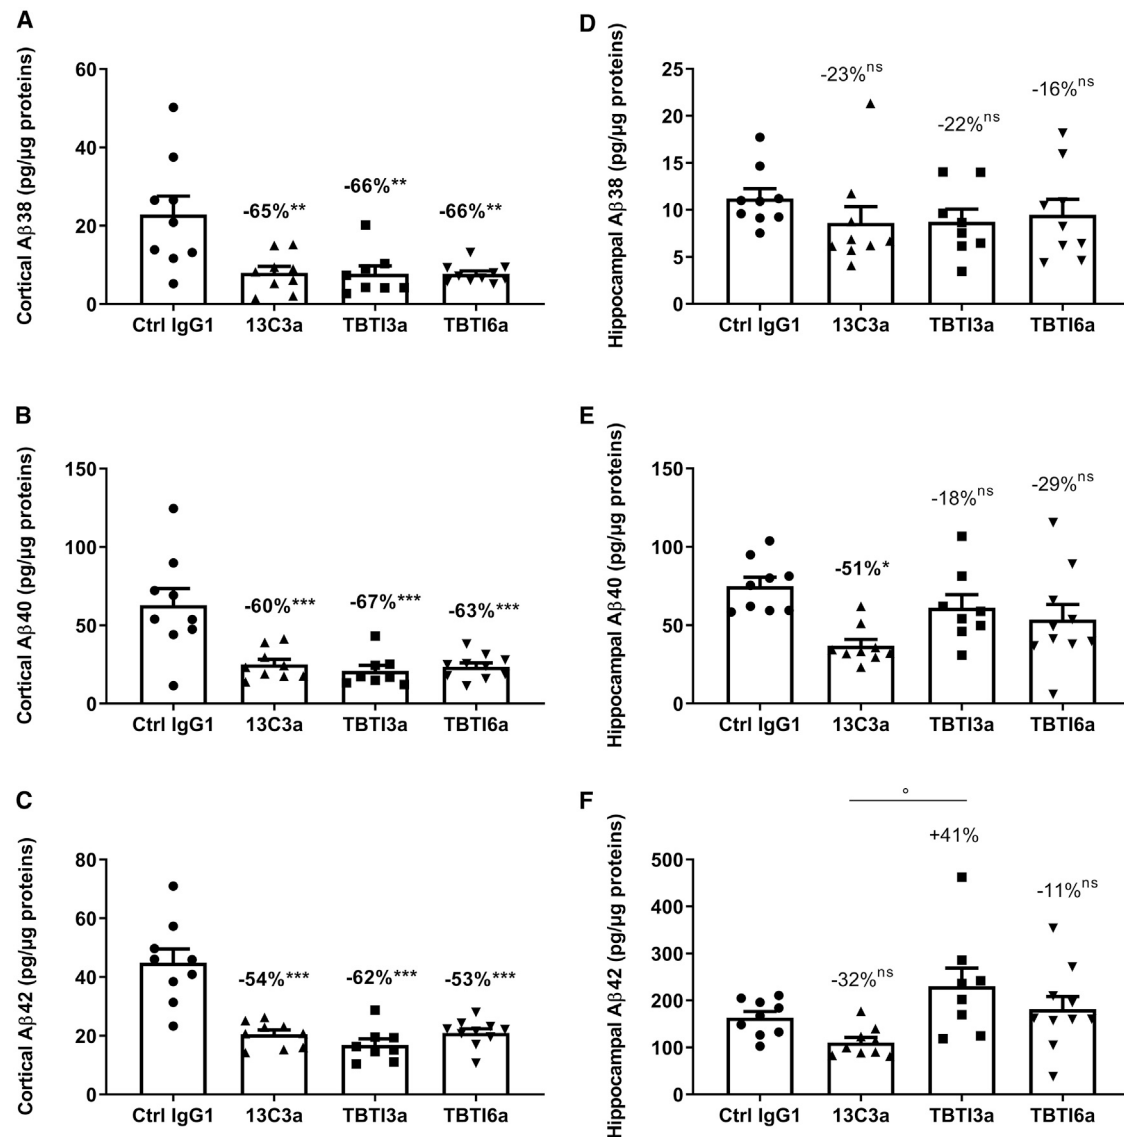 A
Cortical Aβ38 (pg/µg proteins)
60
40
20
0
-65%**
-66%**
-66%**
Ctrl IgG1 13C3a TBTI3a TBTI6a
D
Hippocampal Aβ38 (pg/µg proteins)
25
20
15
10
5
0
-23%ns
-22%ns
-16%ns
Ctrl IgG1 13C3a TBTI3a TBTI6a
B
Cortical Aβ40 (pg/µg proteins)
150
100
50
0
-60%***
-67%***
-63%***
Ctrl IgG1 13C3a TBTI3a TBTI6a
E
Hippocampal Aβ40 (pg/µg proteins)
150
100
50
0
-51%*
-18%ns
-29%ns
Ctrl IgG1 13C3a TBTI3a TBTI6a
C
Cortical Aβ42 (pg/µg proteins)
80
60
40
20
0
-54%***
-62%***
-53%***
Ctrl IgG1 13C3a TBTI3a TBTI6a
F
Hippocampal Aβ42 (pg/µg proteins)
500
400
300
200
100
0
°
-32%ns
+41%
-11%ns
Ctrl IgG1 13C3a TBTI3a TBTI6a